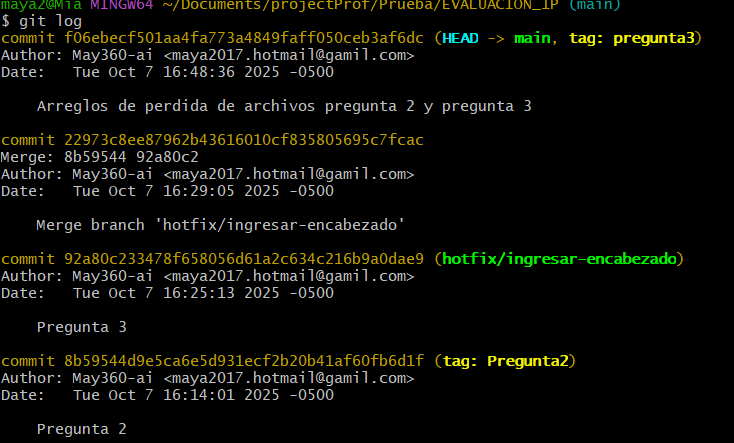 maya2@Mia MINGW64 ~/Documents/projectProf/Prueba/EVALUACION_IP (main)
$ git log
commit f06ebecf501aa4fa773a4849faff050ceb3af6dc (HEAD -> main, tag: pregunta3)
Author: May360-ai <maya2017.hotmail@gamil.com>
Date:   Tue Oct 7 16:48:36 2025 -0500
    Arreglos de perdida de archivos pregunta 2 y pregunta 3
commit 22973c8ee87962b43616010cf835805695c7fcac
Merge: 8b59544 92a80c2
Author: May360-ai <maya2017.hotmail@gamil.com>
Date:   Tue Oct 7 16:29:05 2025 -0500
    Merge branch 'hotfix/ingresar-encabezado'
commit 92a80c233478f658056d61a2c634c216b9a0dae9 (hotfix/ingresar-encabezado)
Author: May360-ai <maya2017.hotmail@gamil.com>
Date:   Tue Oct 7 16:25:13 2025 -0500
    Pregunta 3
commit 8b59544d9e5ca6e5d931ecf2b20b41af60fb6d1f (tag: Pregunta2)
Author: May360-ai <maya2017.hotmail@gamil.com>
Date:   Tue Oct 7 16:14:01 2025 -0500
    Pregunta 2